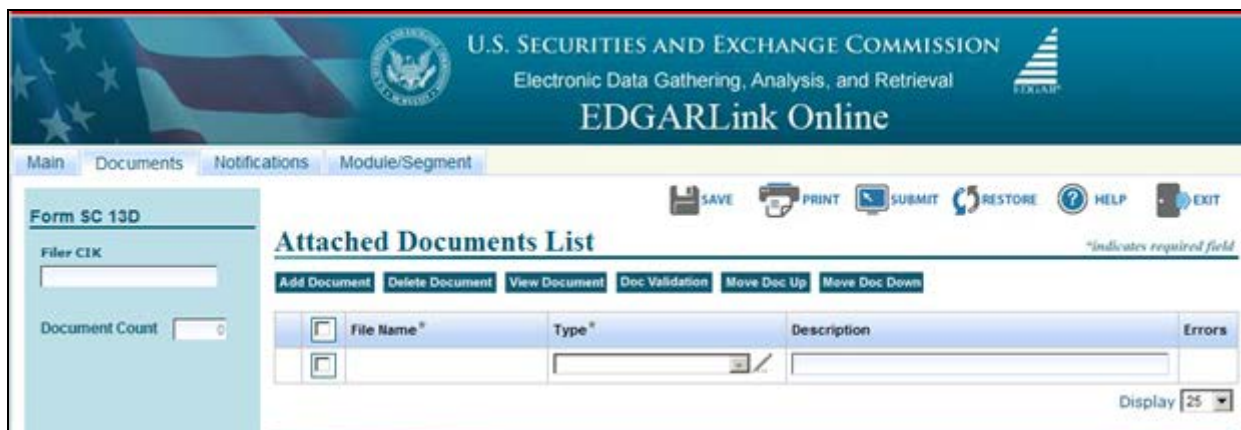 U.S. SECURITIES AND EXCHANGE COMMISSION
Electronic Data Gathering, Analysis, and Retrieval
EDGARLink Online
EDGAR
Main Documents Notifications Module/Segment
SAVE PRINT SUBMIT RESTORE ? HELP EXIT
Form SC 13D
Filer CIK
Document Count 0
Attached Documents List
*indicates required field
Add Document Delete Document View Document Doc Validation Move Doc Up Move Doc Down
File Name* Type* Description Errors
Display 25